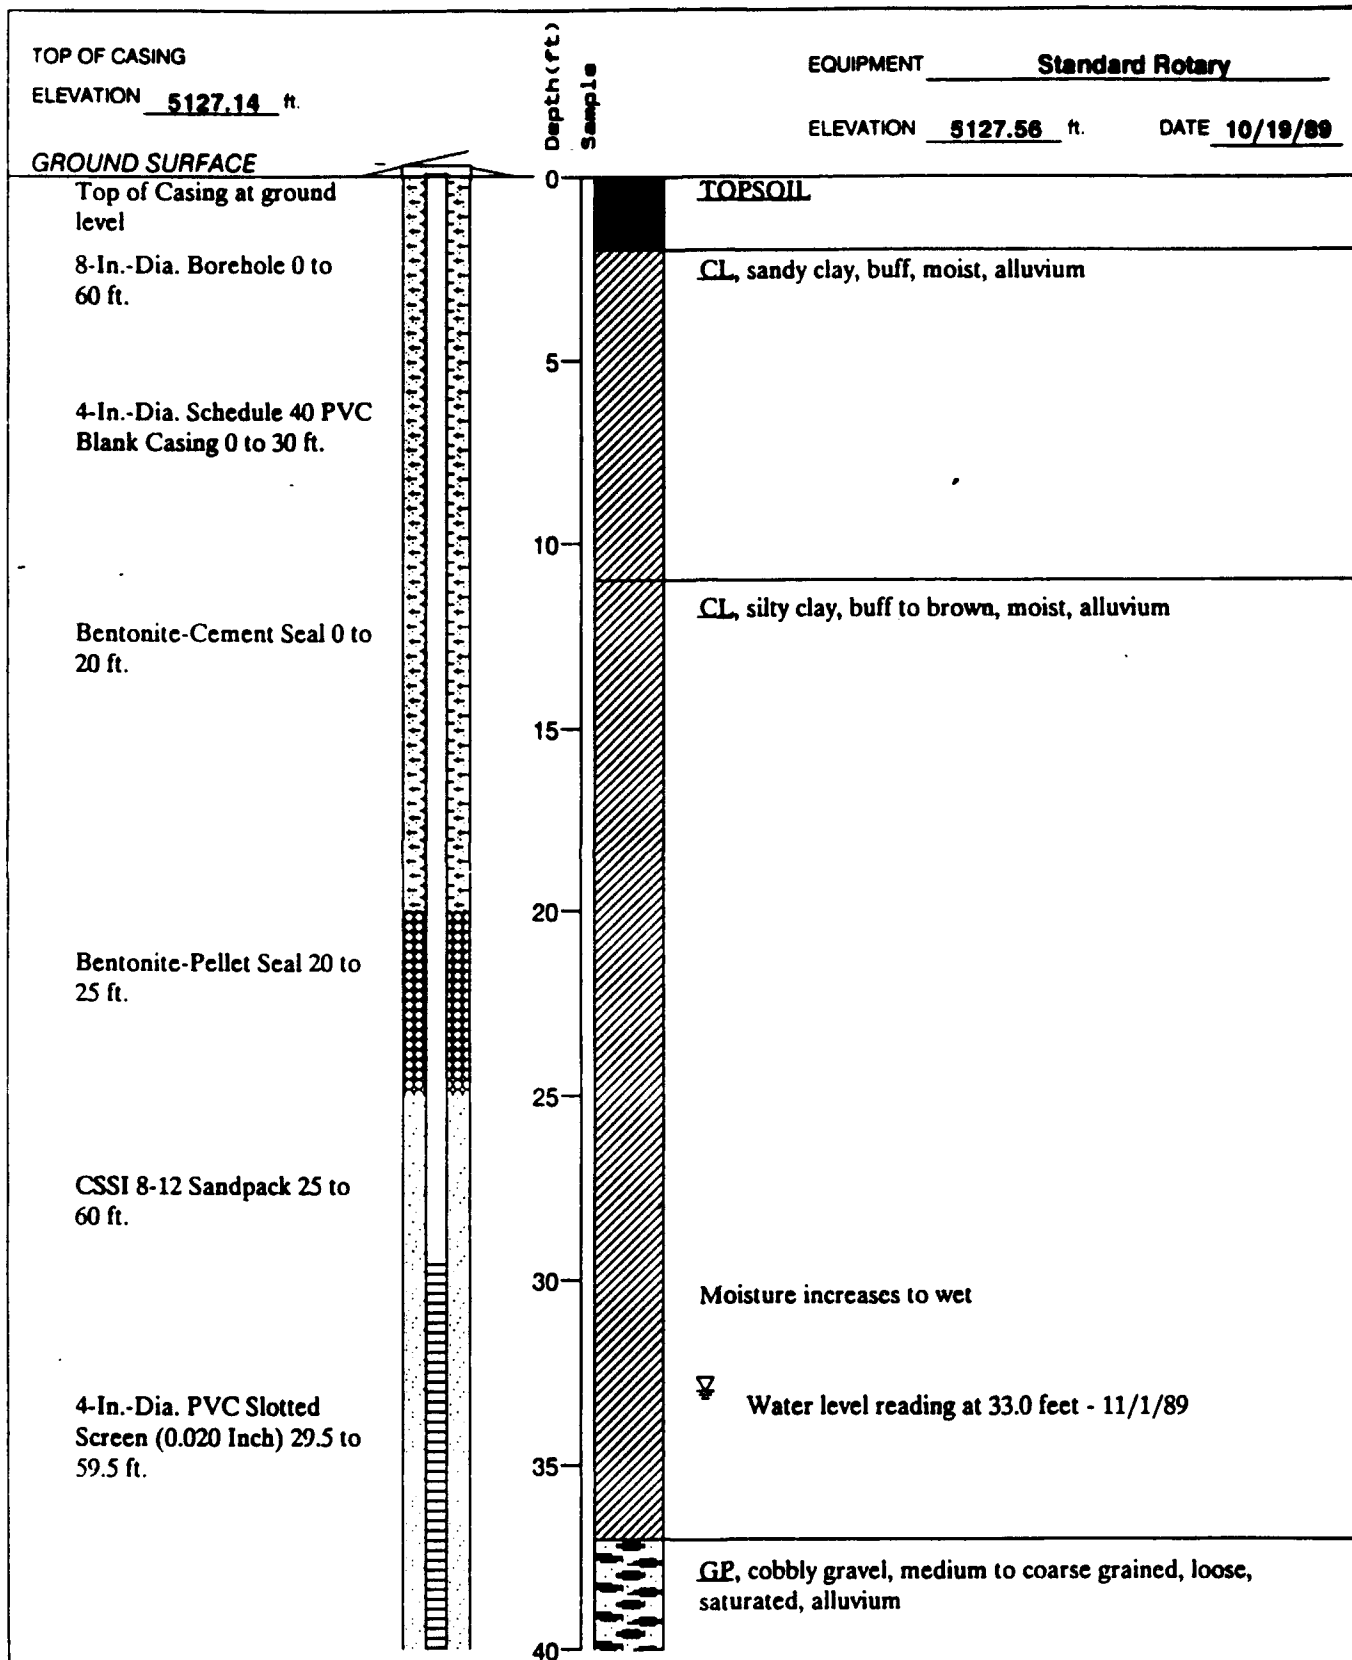 TOP OF CASING
ELEVATION 5127.14 ft.
GROUND SURFACE
Depth(ft)
Sample
EQUIPMENT Standard Rotary
ELEVATION 5127.56 ft. DATE 10/19/89
Top of Casing at ground
level
8-In.-Dia. Borehole 0 to
60 ft.
4-In.-Dia. Schedule 40 PVC
Blank Casing 0 to 30 ft.
Bentonite-Cement Seal 0 to
20 ft.
Bentonite-Pellet Seal 20 to
25 ft.
CSSI 8-12 Sandpack 25 to
60 ft.
4-In.-Dia. PVC Slotted
Screen (0.020 Inch) 29.5 to
59.5 ft.
0
5
10
15
20
25
30
35
40
TOPSOIL
CL, sandy clay, buff, moist, alluvium
CL, silty clay, buff to brown, moist, alluvium
Moisture increases to wet
Water level reading at 33.0 feet - 11/1/89
GP, cobbly gravel, medium to coarse grained, loose,
saturated, alluvium